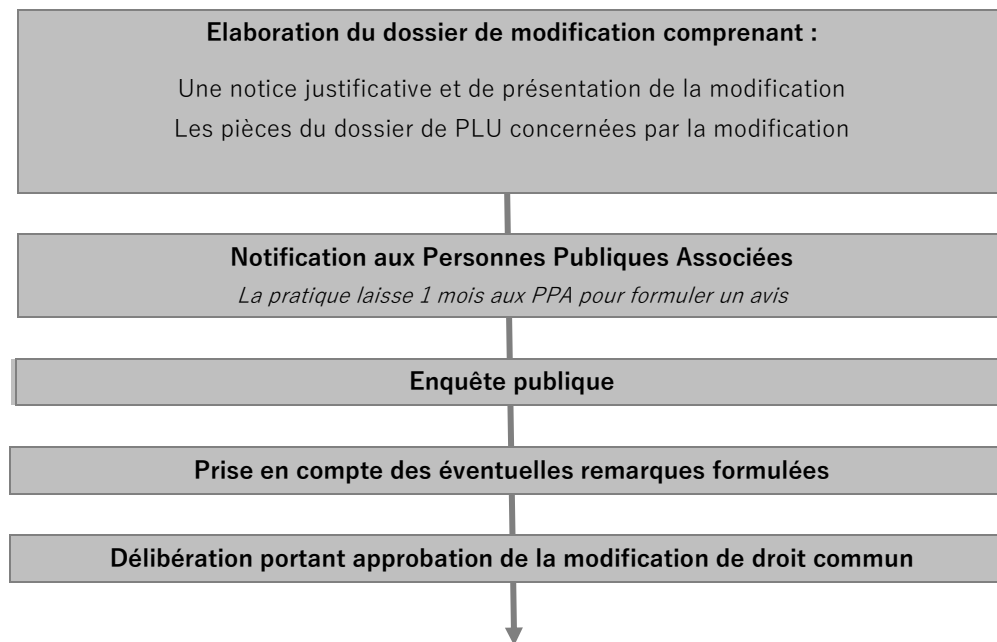 Elaboration du dossier de modification comprenant :
Une notice justificative et de présentation de la modification
Les pièces du dossier de PLU concernées par la modification
Notification aux Personnes Publiques Associées
La pratique laisse 1 mois aux PPA pour formuler un avis
Enquête publique
Prise en compte des éventuelles remarques formulées
Délibération portant approbation de la modification de droit commun